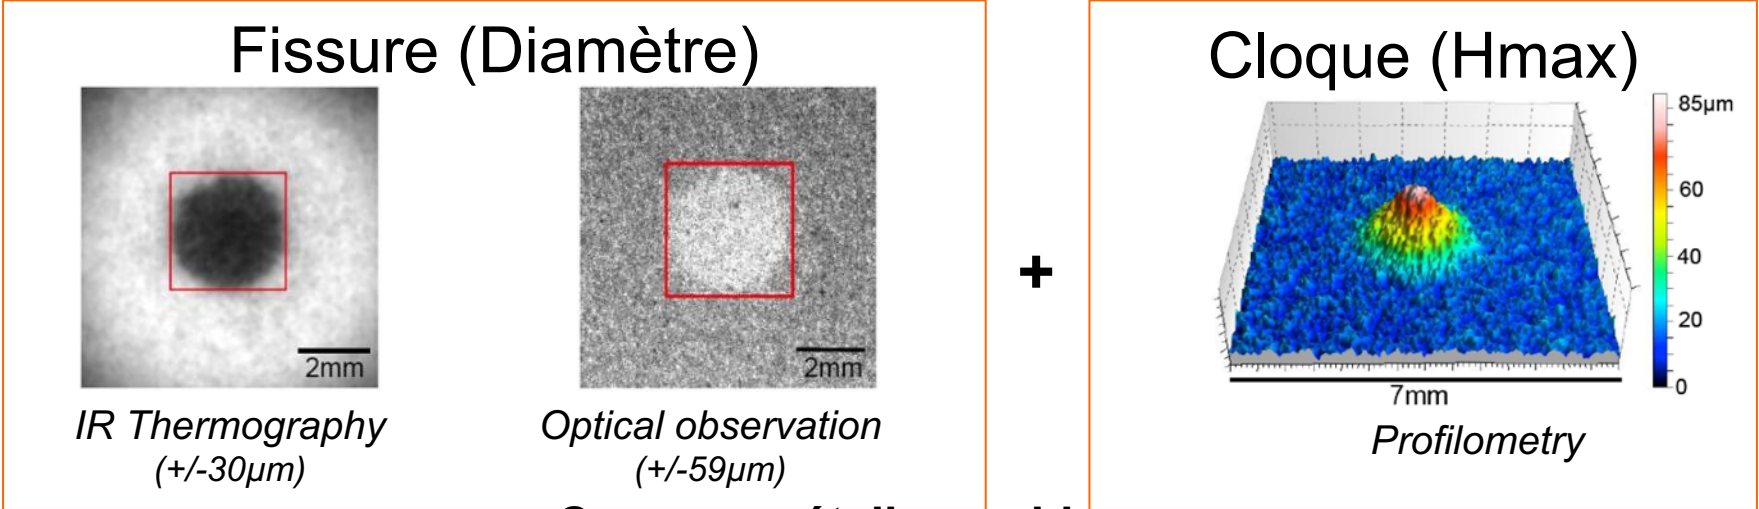 Fissure (Diamètre)
2mm
IR Thermography
(+/-30µm)
2mm
Optical observation
(+/-59µm)
+
Cloque (Hmax)
85µm
60
40
20
0
7mm
Profilometry